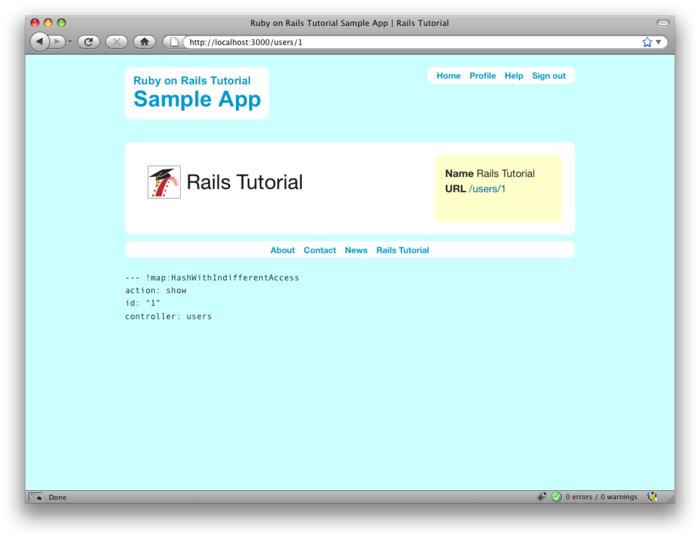 Ruby on Rails Tutorial Sample App | Rails Tutorial
http://localhost:3000/users/1
Ruby on Rails Tutorial
Sample App
Home Profile Help Sign out
Rails Tutorial
Name Rails Tutorial
URL /users/1
About Contact News Rails Tutorial
--- !map:HashWithIndifferentAccess
action: show
id: "1"
controller: users
Done
0 errors / 0 warnings